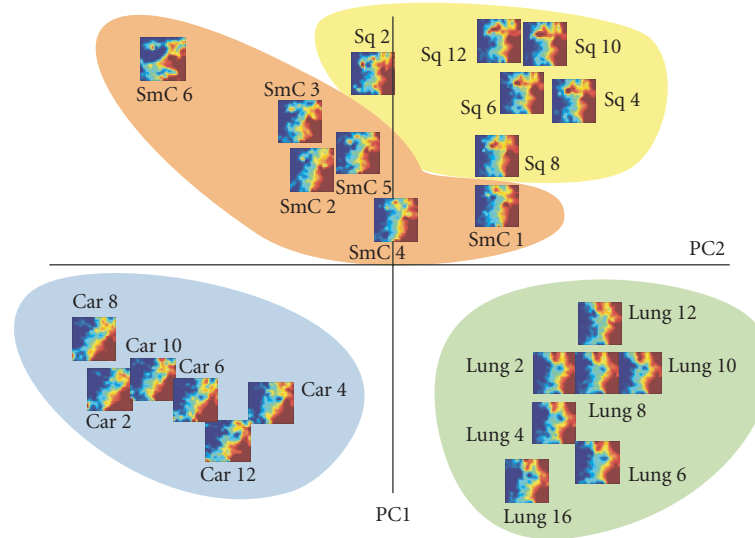 Sq 2
Sq 12
Sq 10
SmC 6
SmC 3
Sq 6
Sq 4
SmC 5
Sq 8
SmC 2
SmC 4
SmC 1
PC2
Car 8
Lung 12
Car 10
Car 6
Lung 2
Lung 10
Car 4
Lung 8
Car 2
Lung 4
Car 12
Lung 6
PC1
Lung 16